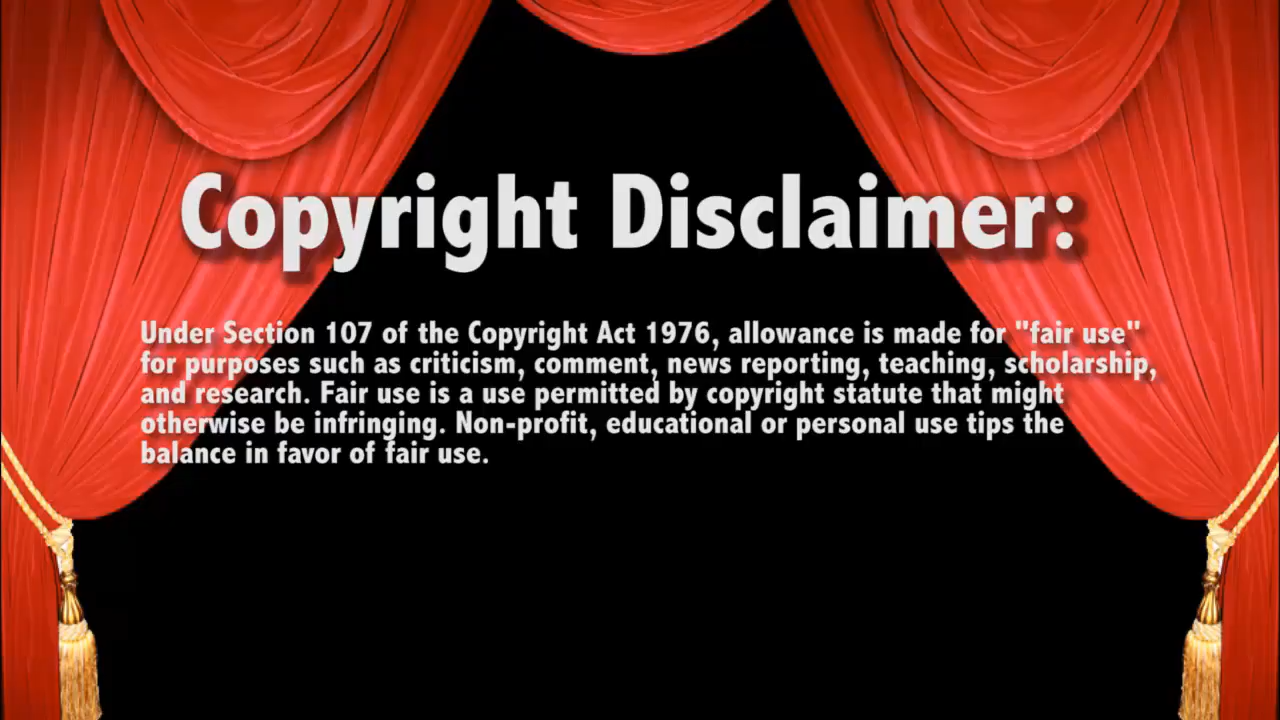 Copyright Disclaimer:
Under Section 107 of the Copyright Act 1976, allowance is made for "fair use"
for purposes such as criticism, comment, news reporting, teaching, scholarship,
and research. Fair use is a use permitted by copyright statute that might
otherwise be infringing. Non-profit, educational or personal use tips the
balance in favor of fair use.